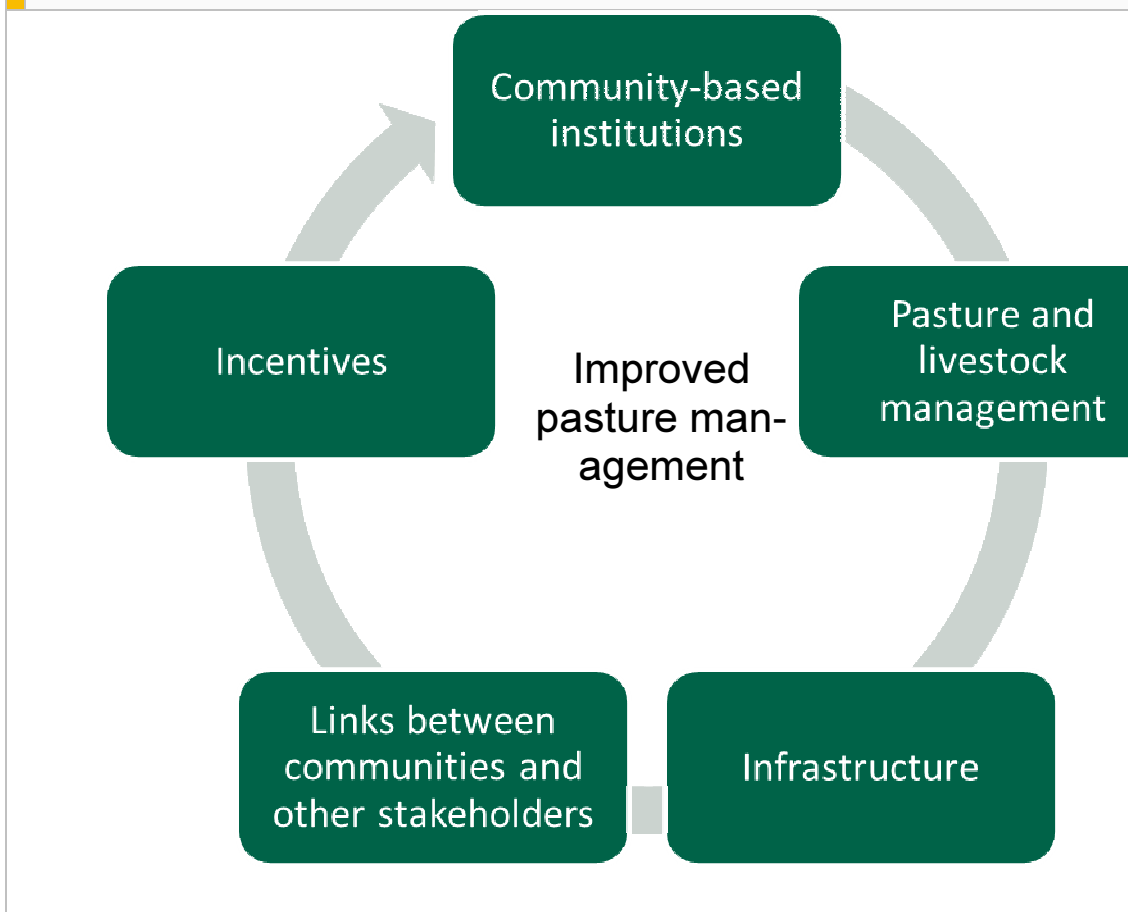 Community-based
institutions
Pasture and
livestock
management
Infrastructure
Links between
communities and
other stakeholders
Incentives
Improved
pasture man-
agement